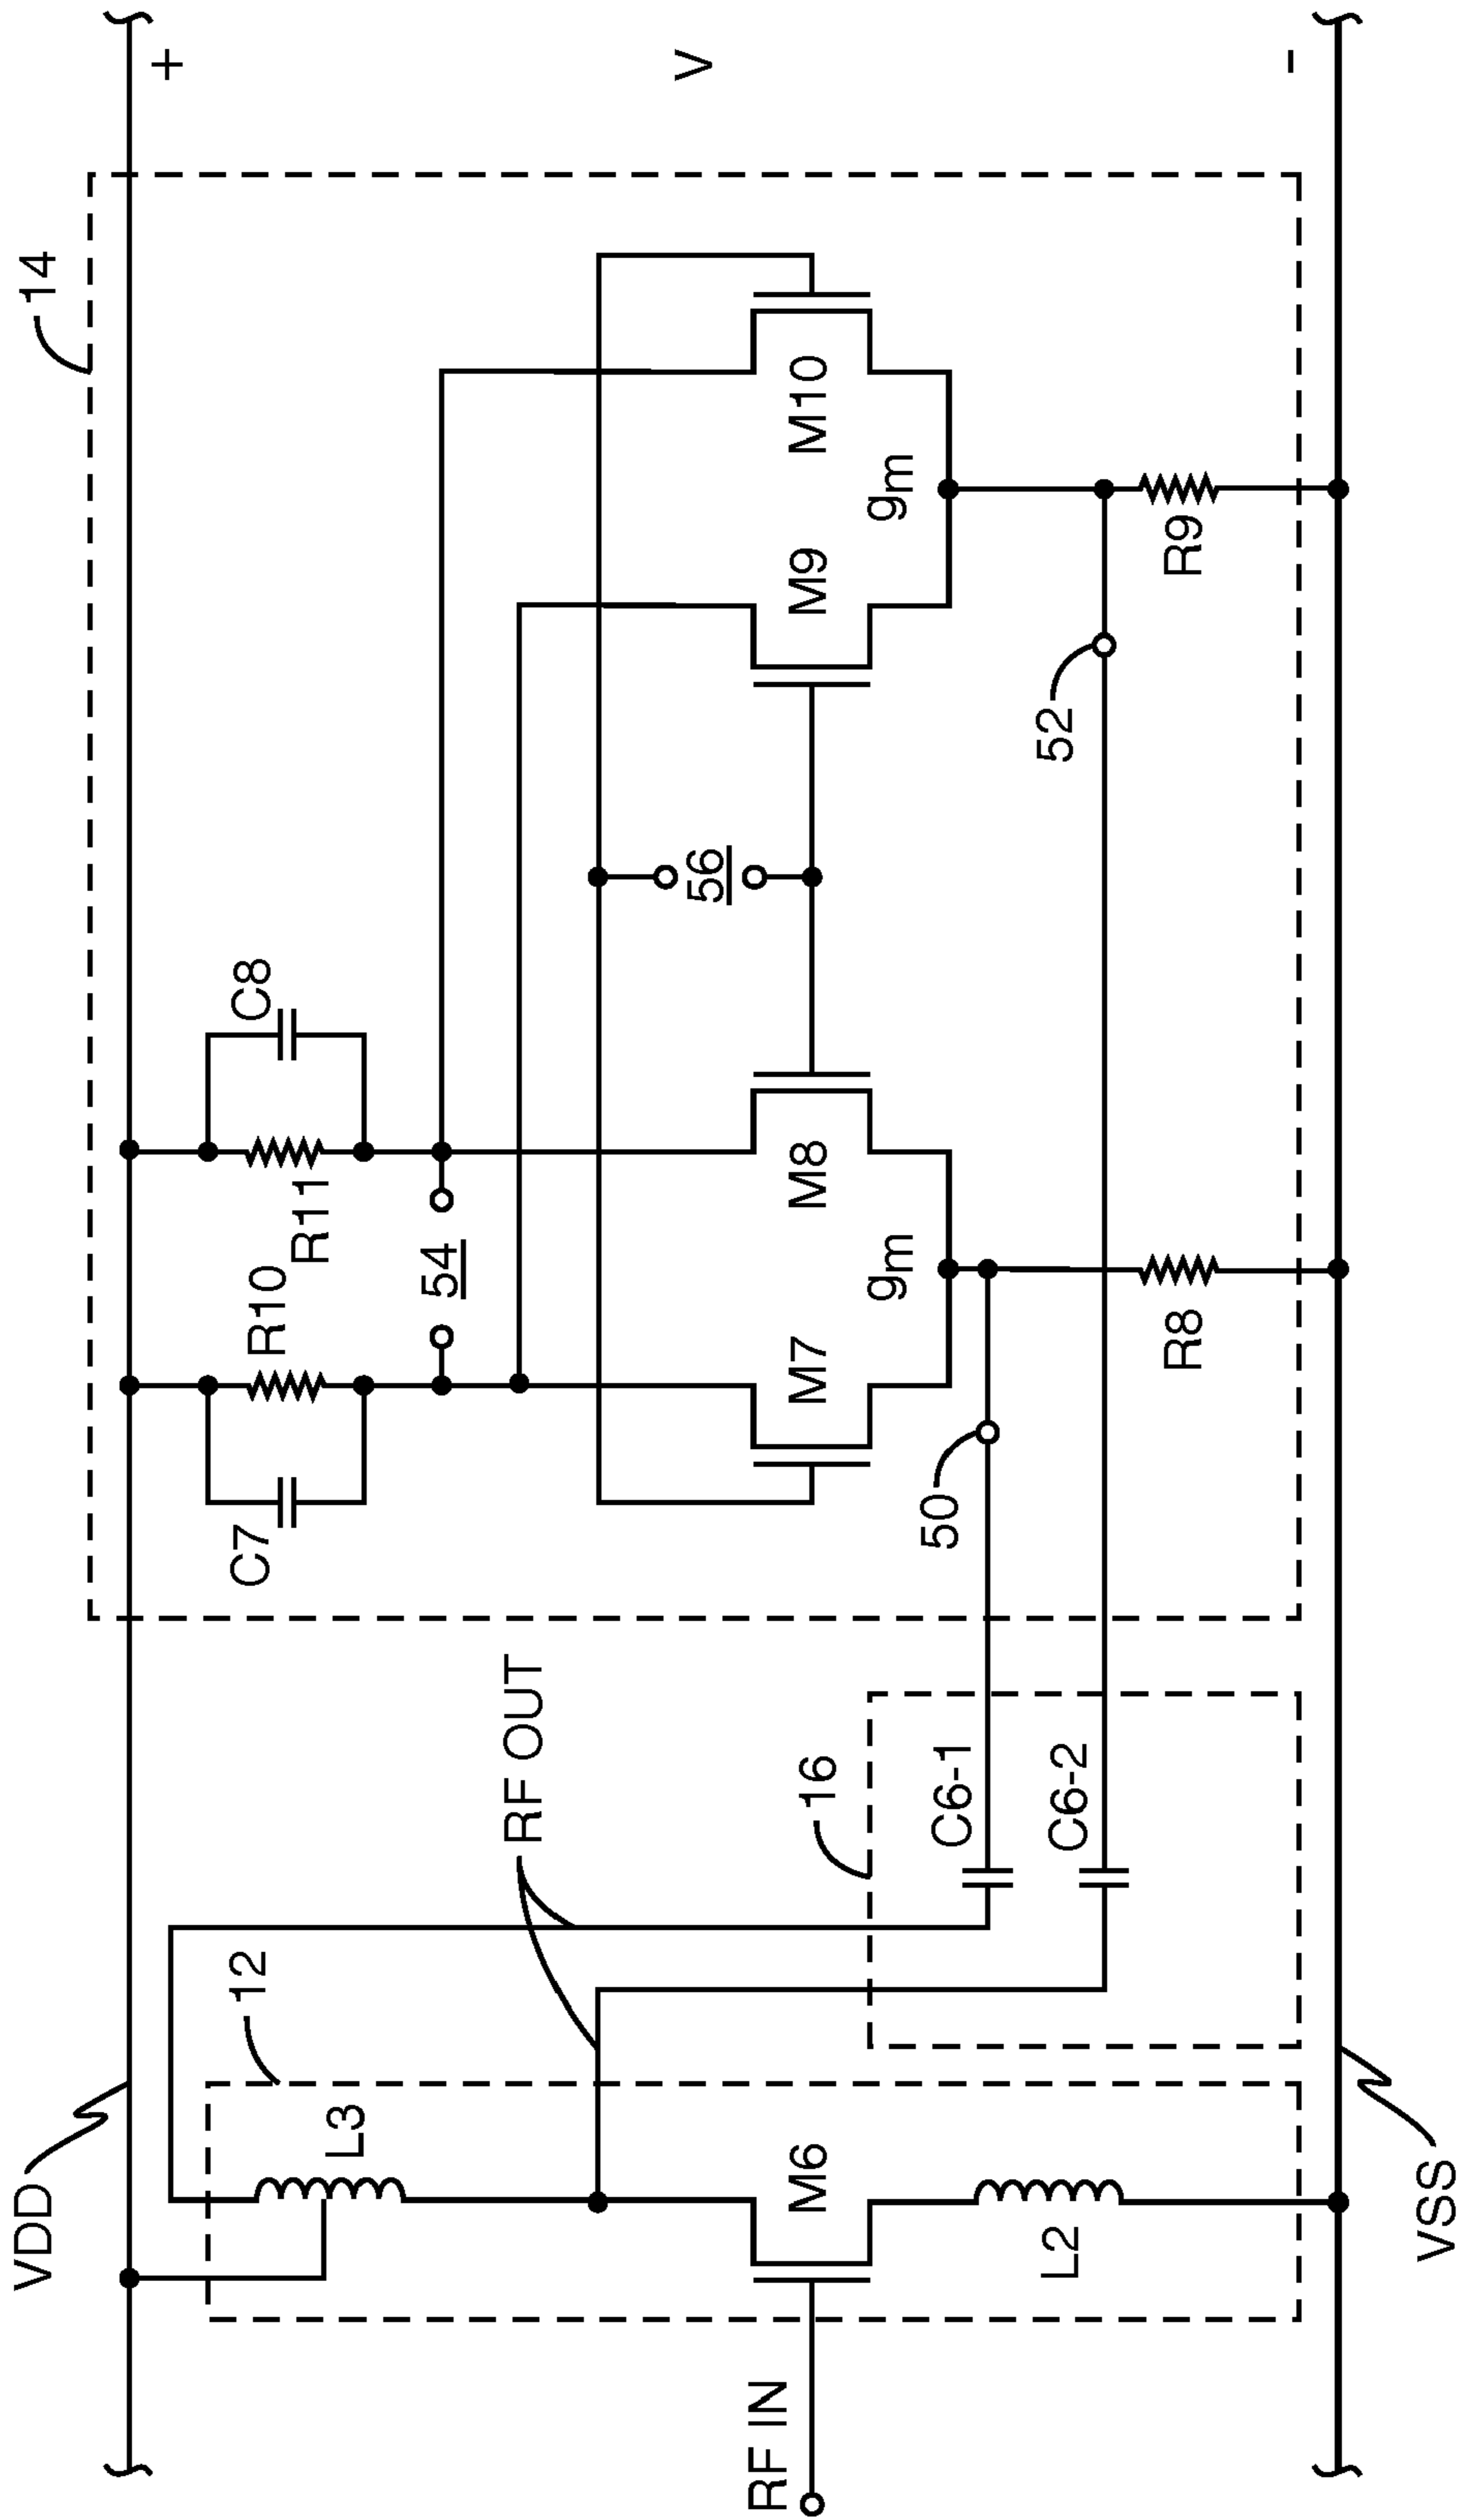 14
VDD
+
12
L3
C7
R10
R11
C8
54
RF OUT
56
V
RF IN
M6
16
M7
M8
M9
M10
gm
gm
50
C6-1
C6-2
52
L2
R8
R9
-
VSS